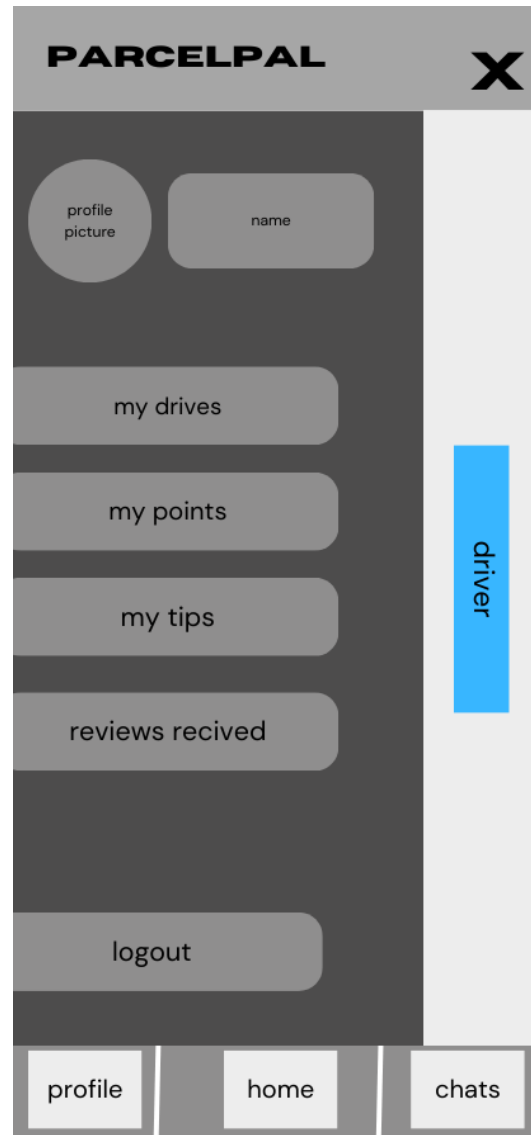 PARCELPAL
X
profile
picture
name
my drives
my points
my tips
driver
reviews recived
logout
profile
home
chats